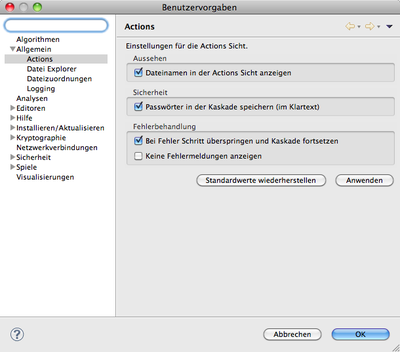 Benutzervorgaben
Algorithmen
Allgemein
Actions
Datei Explorer
Dateizuordnungen
Logging
Analysen
Editoren
Hilfe
Installieren/Aktualisieren
Kryptographie
Netzwerkverbindungen
Sicherheit
Spiele
Visualisierungen
Actions
Einstellungen für die Actions Sicht.
Aussehen
Dateinamen in der Actions Sicht anzeigen
Sicherheit
Passwörter in der Kaskade speichern (im Klartext)
Fehlerbehandlung
Bei Fehler Schritt überspringen und Kaskade fortsetzen
Keine Fehlermeldungen anzeigen
Standardwerte wiederherstellen
Anwenden
?
Abbrechen
OK